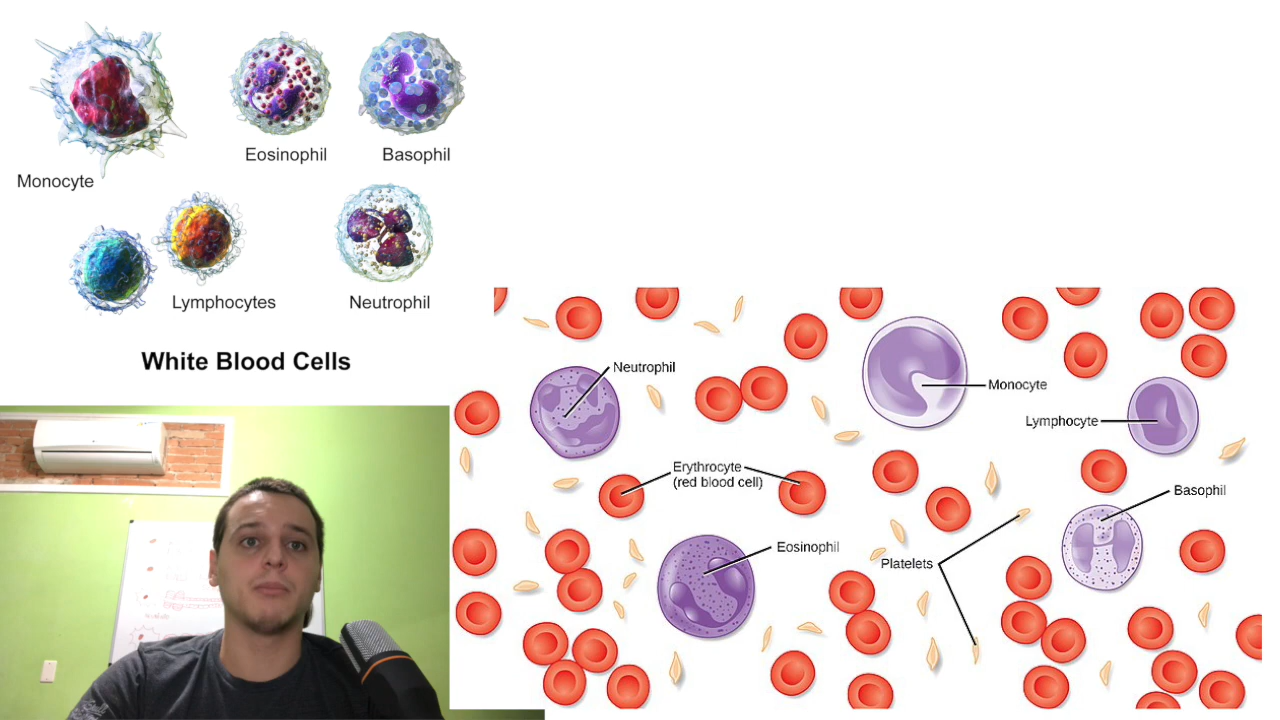 Eosinophil
Basophil
Monocyte
Lymphocytes
Neutrophil
White Blood Cells
Neutrophil
Monocyte
Lymphocyte
Erythrocyte
(red blood cell)
Basophil
Eosinophil
Platelets